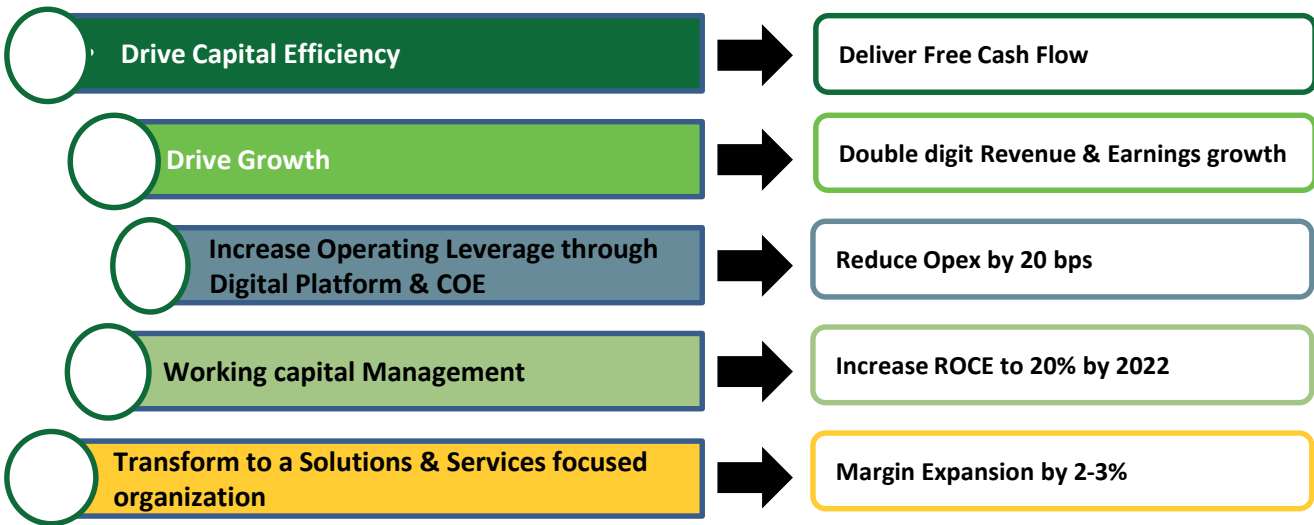 Drive Capital Efficiency
Deliver Free Cash Flow
Drive Growth
Double digit Revenue & Earnings growth
Increase Operating Leverage through
Digital Platform & COE
Reduce Opex by 20 bps
Working capital Management
Increase ROCE to 20% by 2022
Transform to a Solutions & Services focused
organization
Margin Expansion by 2-3%